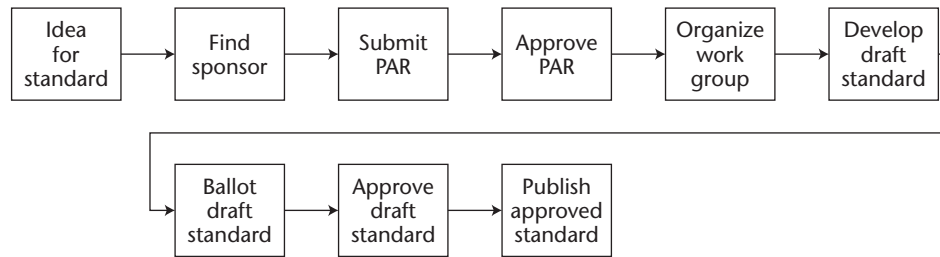 Idea
for
standard
Find
sponsor
Submit
PAR
Approve
PAR
Organize
work
group
Develop
draft
standard
Ballot
draft
standard
Approve
draft
standard
Publish
approved
standard